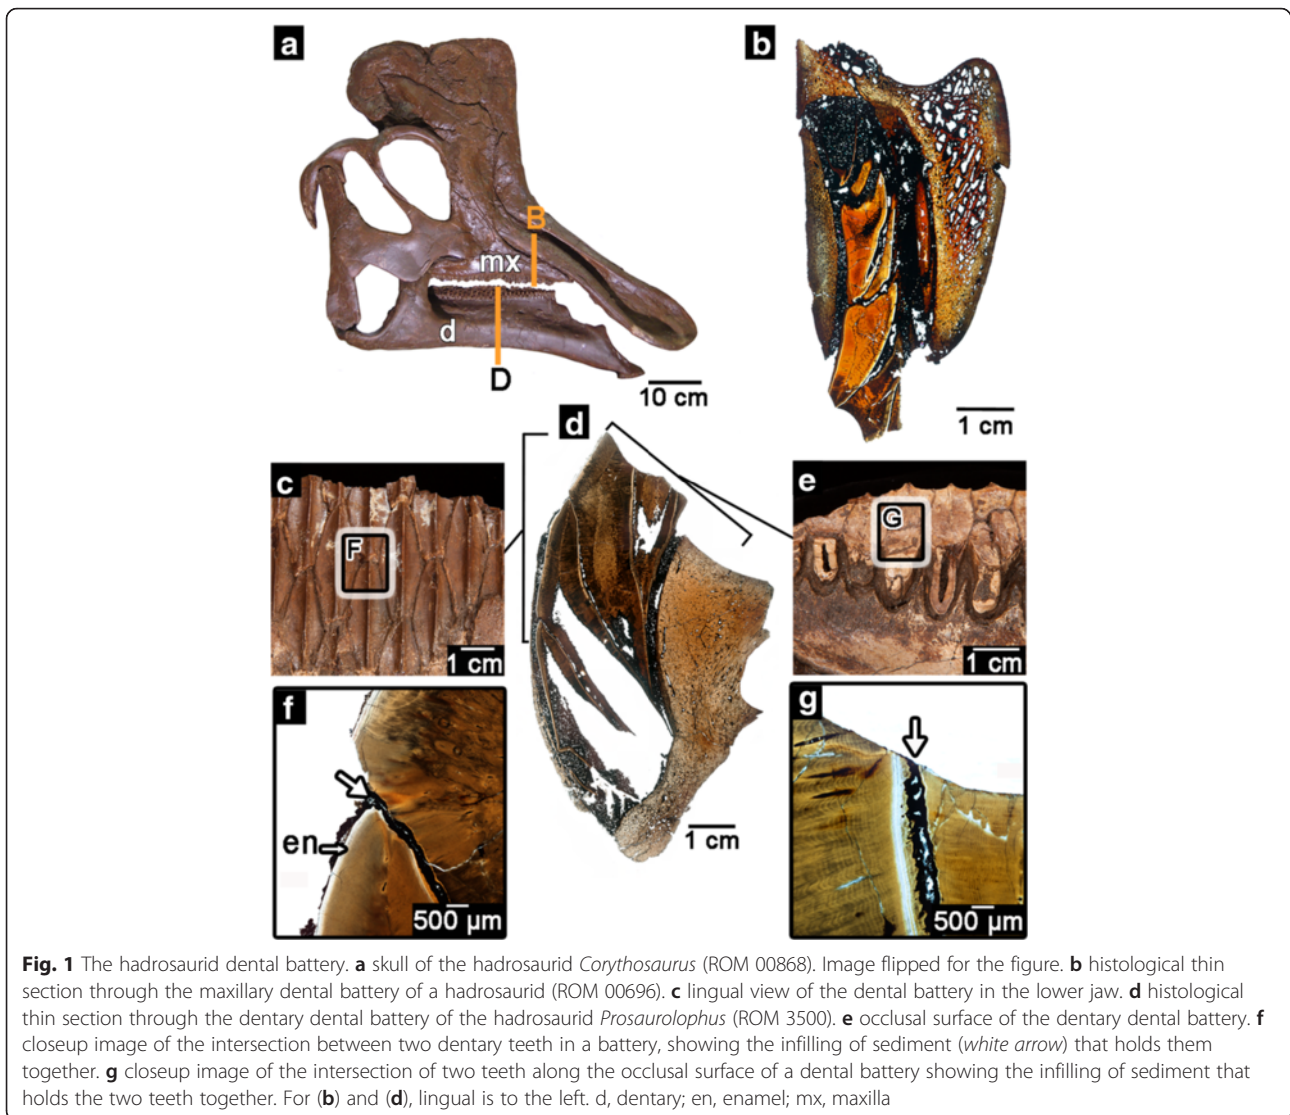 a
b
B
mx
d
D
10 cm
1 cm
d
c
F
1 cm
e
G
1 cm
1 cm
f
en
500 µm
g
500 µm
Fig. 1 The hadrosaurid dental battery. a skull of the hadrosaurid Corythosaurus (ROM 00868). Image flipped for the figure. b histological thin
section through the maxillary dental battery of a hadrosaurid (ROM 00696). c lingual view of the dental battery in the lower jaw. d histological
thin section through the dentary dental battery of the hadrosaurid Prosaurolophus (ROM 3500). e occlusal surface of the dentary dental battery. f
closeup image of the intersection between two dentary teeth in a battery, showing the infilling of sediment (white arrow) that holds them
together. g closeup image of the intersection of two teeth along the occlusal surface of a dental battery showing the infilling of sediment that
holds the two teeth together. For (b) and (d), lingual is to the left. d, dentary; en, enamel; mx, maxilla